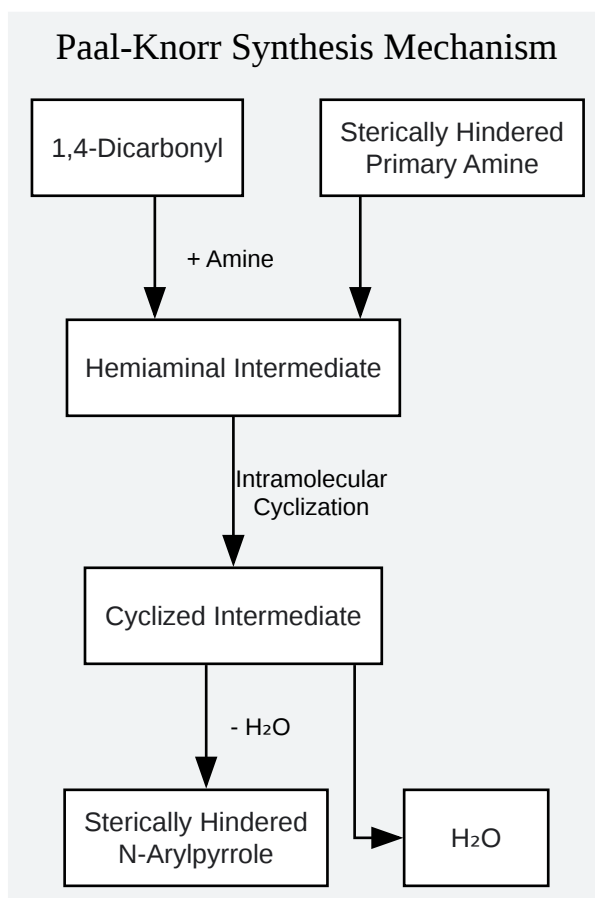 Paal-Knorr Synthesis Mechanism
1,4-Dicarbonyl
Sterically Hindered
Primary Amine
+ Amine
Hemiaminal Intermediate
Intramolecular
Cyclization
Cyclized Intermediate
- H₂O
Sterically Hindered
N-Arylpyrrole
H₂O